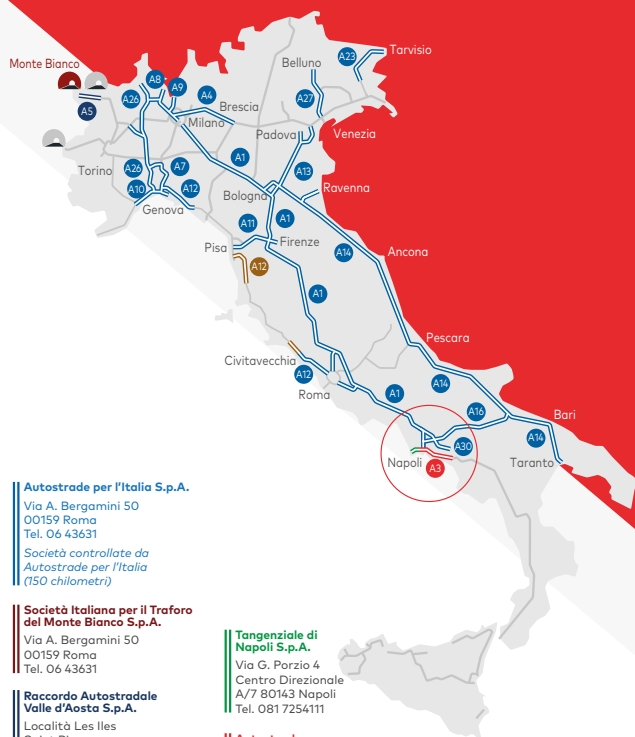 Tarvisio
A23
Belluno
Monte Bianco
A8
A9
A4
A26
A27
A5
Brescia
Milano
Padova
Venezia
A1
A26
A7
A13
Torino
A10
A12
Ravenna
Bologna
Genova
A11
A1
Firenze
Pisa
A14
Ancona
A12
A1
Pescara
Civitavecchia
A12
A14
Roma
A1
A16
Bari
A14
A30
Napoli
A3
Taranto
Autostrade per l'Italia S.p.A.
Via A. Bergamini 50
00159 Roma
Tel. 06 43631
Società controllate da
Autostrade per l'Italia
(150 chilometri)
Società Italiana per il Traforo
del Monte Bianco S.p.A.
Via A. Bergamini 50
00159 Roma
Tel. 06 43631
Raccordo Autostradale
Valle d'Aosta S.p.A.
Località Les Iles
Tangenziale di
Napoli S.p.A.
Via G. Porzio 4
Centro Direzionale
A/7 80143 Napoli
Tel. 081 7254111